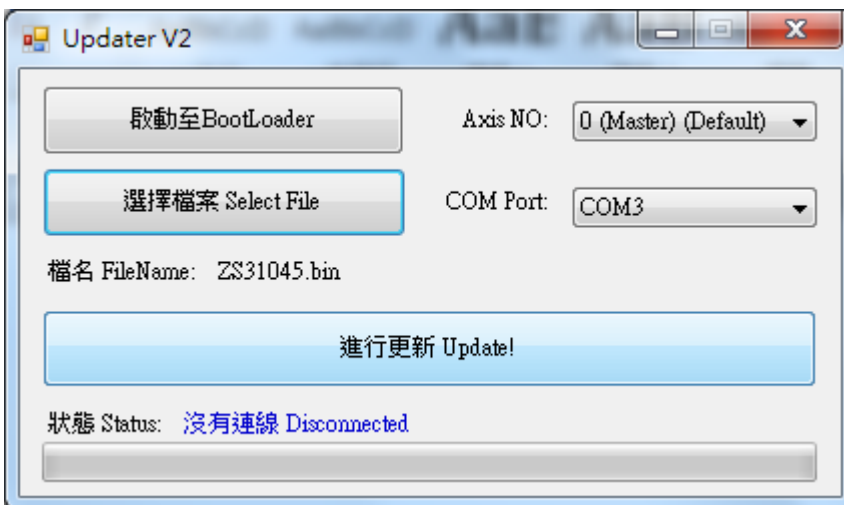 Updater V2
啟動至BootLoader
Axis NO:
0 (Master) (Default)
選擇檔案 Select File
COM Port:
COM3
檔名 FileName: ZS31045.bin
進行更新 Update!
狀態 Status: 沒有連線 Disconnected